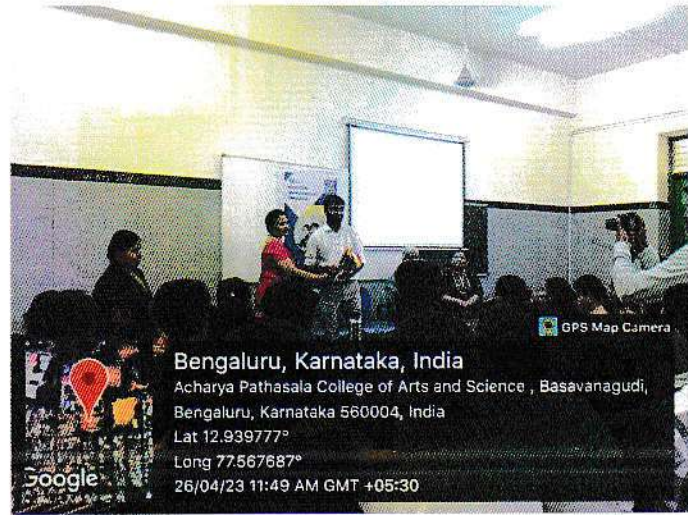 GPS Map Camera
Bengaluru, Karnataka, India
Acharya Pathasala College of Arts and Science , Basavanagudi,
Bengaluru, Karnataka 560004, India
Lat 12.939777°
Long 77.567687°
26/04/23 11:49 AM GMT +05:30
Google